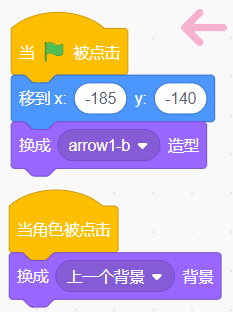 当 被点击
移到 x: -185 y: -140
换成 arrow1-b 造型
当角色被点击
换成 上一个背景 背景